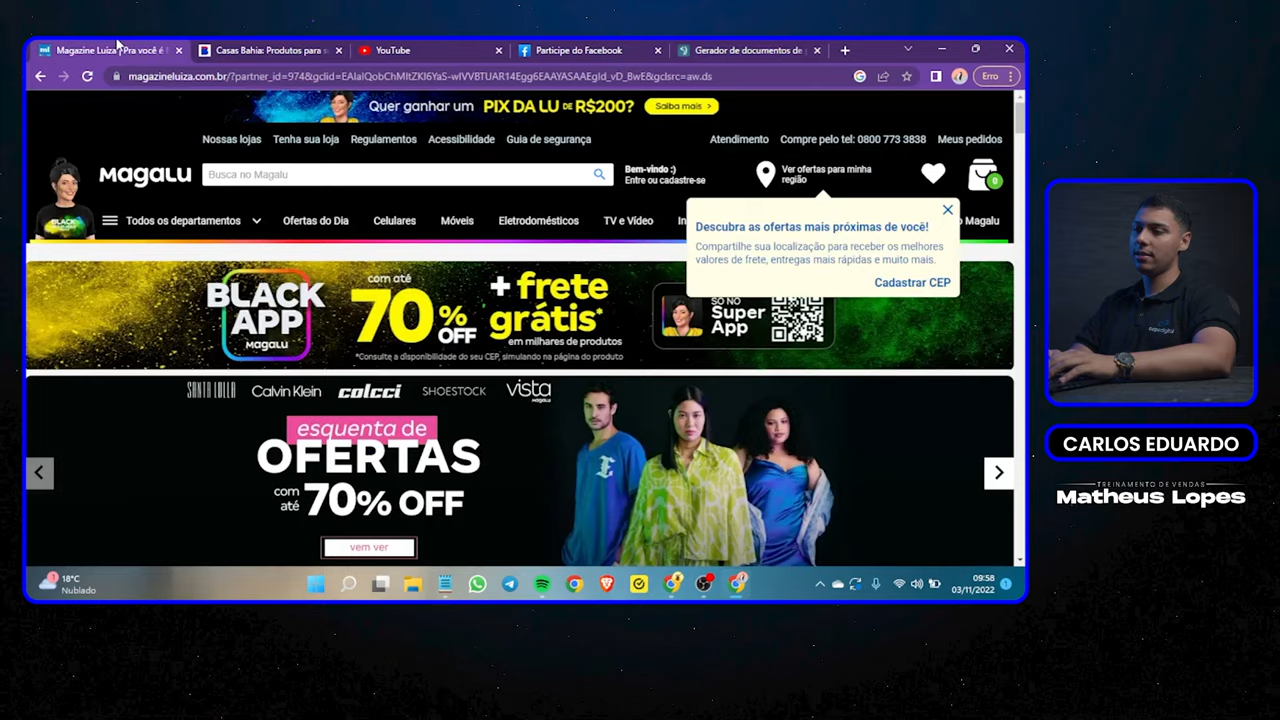 Magazine Luiza | Pra você é
Casas Bahia: Produtos para s
YouTube
Participe do Facebook
Gerador de documentos de
magazineluiza.com.br/?partner_id=974&gclid=EAIaIQobChMItZKI6YaS-wIVV8TUAR14Egg6EAAYASAAEgId_vD_BwE&gclsrc=aw.ds
Erro
Quer ganhar um PIX DA LU DE R$200? Saiba mais >
Nossas lojas Tenha sua loja Regulamentos Acessibilidade Guia de segurança Atendimento Compre pelo tel: 0800 773 3838 Meus pedidos
MAGALU
Busca no Magalu
Bem-vindo :)
Entre ou cadastre-se
Ver ofertas para minha
região
0
BLACK
Todos os departamentos Ofertas do Dia Celulares Móveis Eletrodomésticos TV e Vídeo In
o Magalu
Descubra as ofertas mais próximas de você!
Compartilhe sua localização para receber os melhores
valores de frete, entregas mais rápidas e muito mais.
Cadastrar CEP
BLACK
APP
MAGALU
com até
70% OFF
+ frete
grátis*
em milhares de produtos
*Consulte a disponibilidade do seu CEP, simulando na página do produto
SÓ NO
Super
App
SANTA LOLLA Calvin Klein colcci SHOESTOCK vista
MAGALU
esquenta de
OFERTAS
com
até 70% OFF
vem ver
1
18°C
Nublado
09:58
03/11/2022
1
CARLOS EDUARDO
TREINAMENTO DE VENDAS
Matheus Lopes